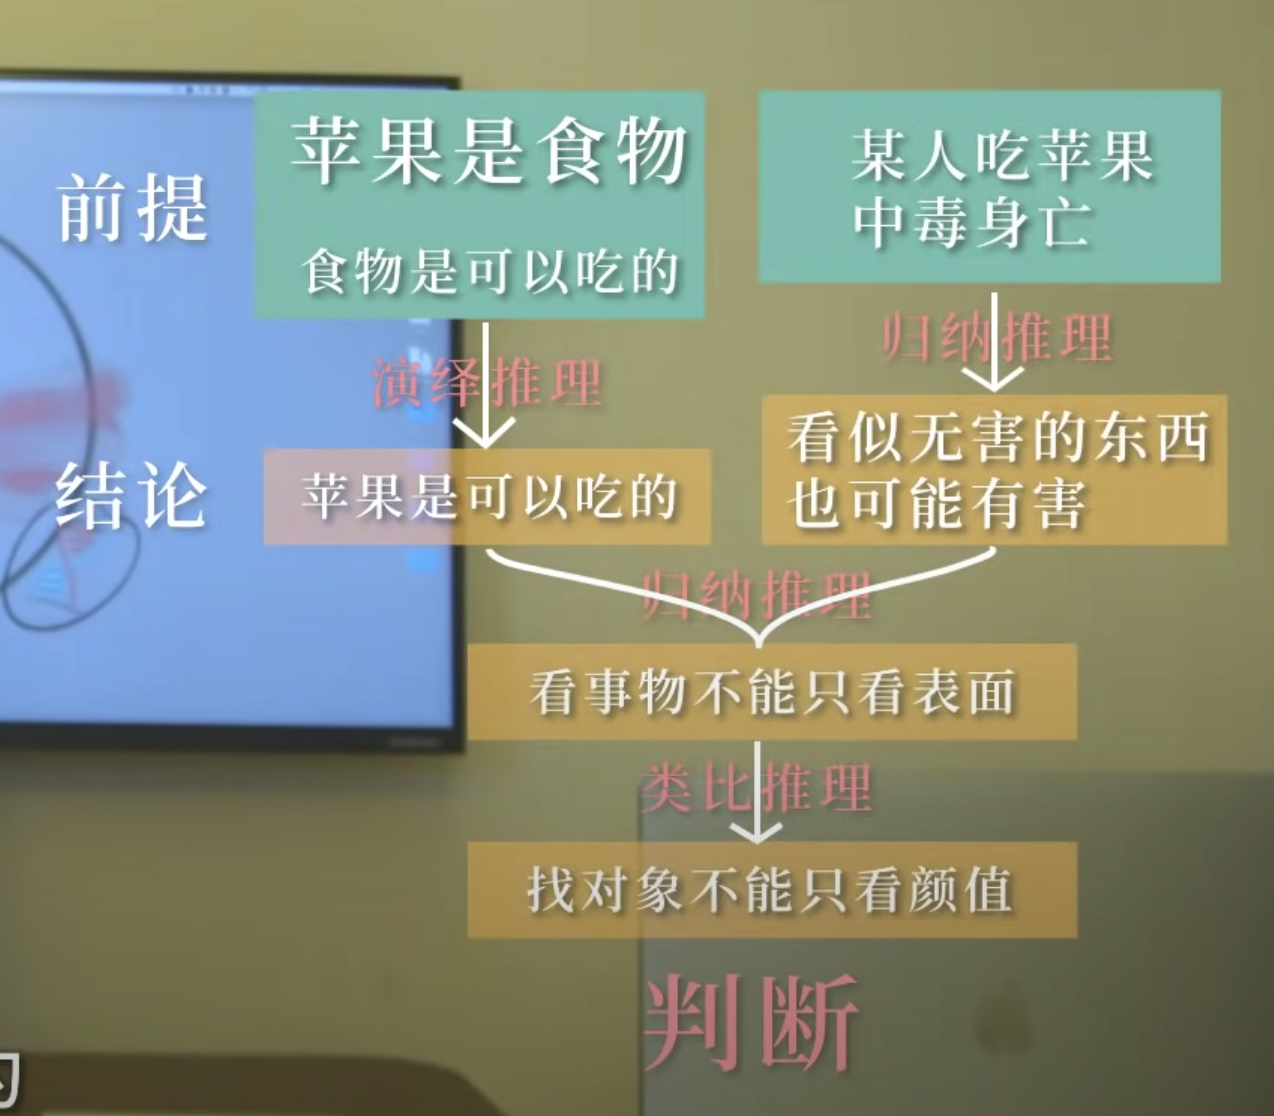 前提
苹果是食物
食物是可以吃的
某人吃苹果
中毒身亡
演绎推理
归纳推理
结论
苹果是可以吃的
看似无害的东西
也可能有害
归纳推理
看事物不能只看表面
类比推理
找对象不能只看颜值
判断